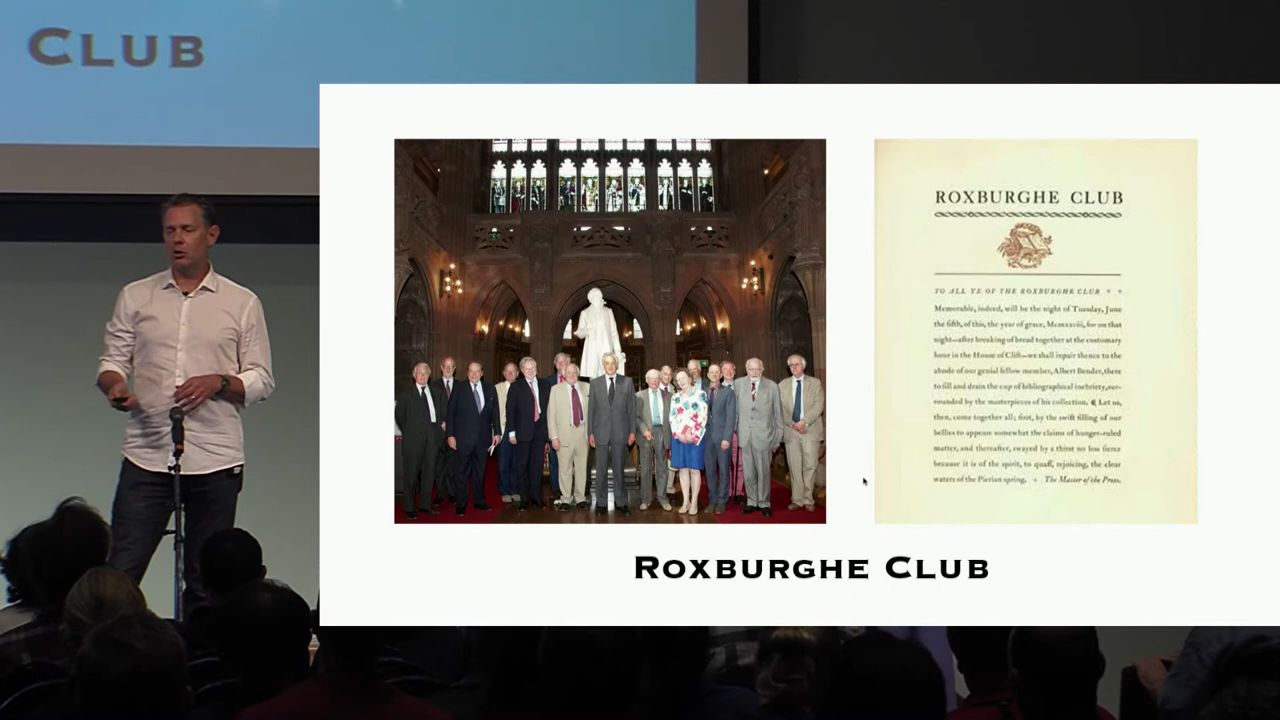 CLUB
ROXBURGHE CLUB
TO ALL YE OF THE ROXBURGHE CLUB
Memorable, indeed, will be the night of Tuesday, June
the fifth, of this, the year of grace, Mcmxxviii, for on that
night—after breaking of bread together at the customary
hour in the House of Clift—we shall repair thence to the
abode of our genial fellow member, Albert Bender, there
to fill and drain the cup of bibliographical inebriety, sur-
rounded by the masterpieces of his collection. ¶ Let us,
then, come together all; first, by the swift filling of our
bellies to appease somewhat the claims of hunger-ruled
matter, and thereafter, swayed by a thirst no less fierce
because it is of the spirit, to quaff, rejoicing, the clear
waters of the Pierian spring. The Master of the Press.
ROXBURGHE CLUB